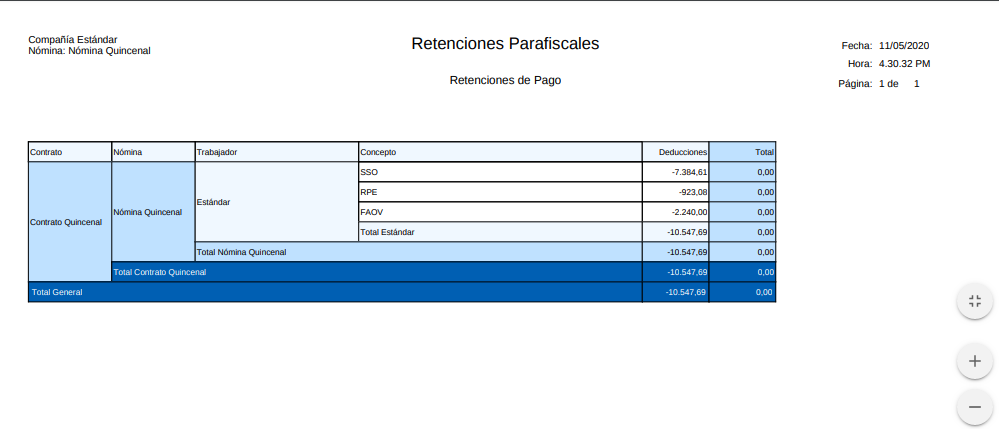 Compañía Estándar
Nómina: Nómina Quincenal
Retenciones Parafiscales
Retenciones de Pago
Fecha: 11/05/2020
Hora: 4.30.32 PM
Página: 1 de 1
Contrato Nómina Trabajador Concepto Deducciones Total
SSO -7.384,61 0,00
RPE -923,08 0,00
Estándar
FAOV -2.240,00 0,00
Nómina Quincenal
Contrato Quincenal
Total Estándar -10.547,69 0,00
Total Nómina Quincenal -10.547,69 0,00
Total Contrato Quincenal -10.547,69 0,00
Total General -10.547,69 0,00